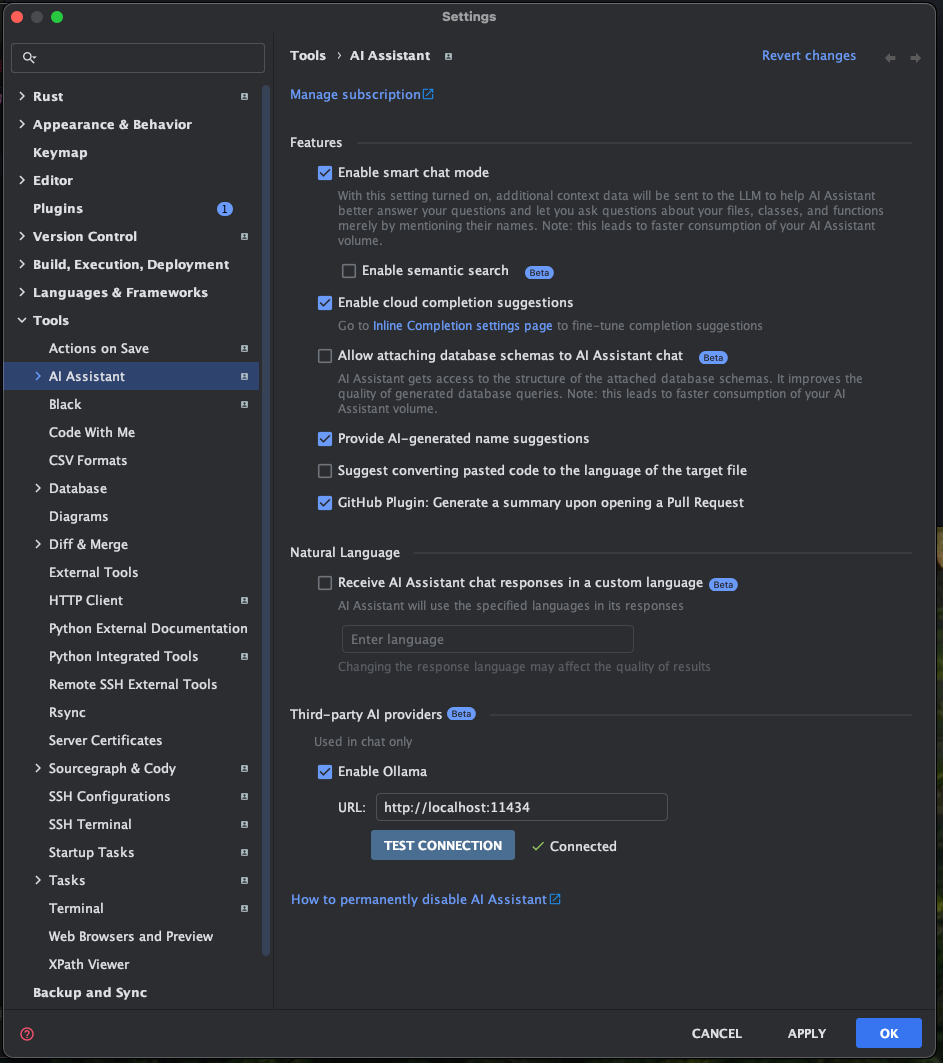 Settings
Tools › AI Assistant
Revert changes
Manage subscription
Rust
Appearance & Behavior
Keymap
Editor
Plugins 1
Version Control
Build, Execution, Deployment
Languages & Frameworks
Tools
Actions on Save
AI Assistant
Black
Code With Me
CSV Formats
Database
Diagrams
Diff & Merge
External Tools
HTTP Client
Python External Documentation
Python Integrated Tools
Remote SSH External Tools
Rsync
Server Certificates
Sourcegraph & Cody
SSH Configurations
SSH Terminal
Startup Tasks
Tasks
Terminal
Web Browsers and Preview
XPath Viewer
Backup and Sync
Features
Enable smart chat mode
With this setting turned on, additional context data will be sent to the LLM to help AI Assistant
better answer your questions and let you ask questions about your files, classes, and functions
merely by mentioning their names. Note: this leads to faster consumption of your AI Assistant
volume.
Enable semantic search Beta
Enable cloud completion suggestions
Go to Inline Completion settings page to fine-tune completion suggestions
Allow attaching database schemas to AI Assistant chat Beta
AI Assistant gets access to the structure of the attached database schemas. It improves the
quality of generated database queries. Note: this leads to faster consumption of your AI
Assistant volume.
Provide AI-generated name suggestions
Suggest converting pasted code to the language of the target file
GitHub Plugin: Generate a summary upon opening a Pull Request
Natural Language
Receive AI Assistant chat responses in a custom language Beta
AI Assistant will use the specified languages in its responses
Enter language
Changing the response language may affect the quality of results
Third-party AI providers Beta
Used in chat only
Enable Ollama
URL: http://localhost:11434
TEST CONNECTION Connected
How to permanently disable AI Assistant
? CANCEL APPLY OK